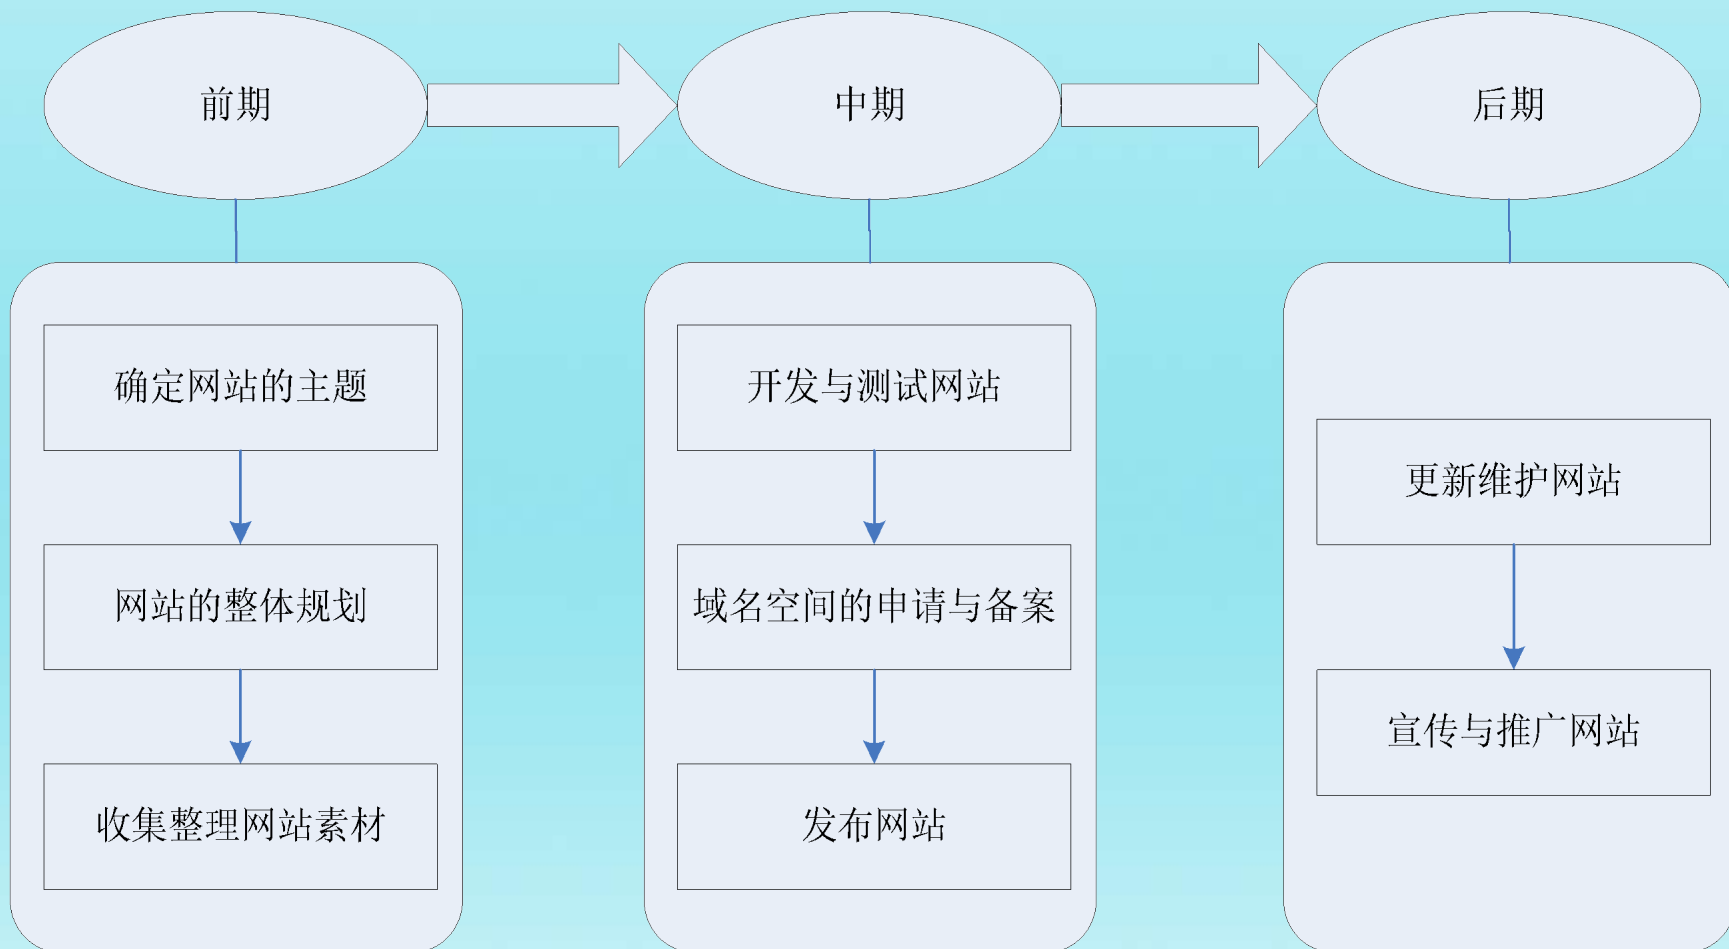 前期
中期
后期
确定网站的主题
网站的整体规划
收集整理网站素材
开发与测试网站
域名空间的申请与备案
发布网站
更新维护网站
宣传与推广网站